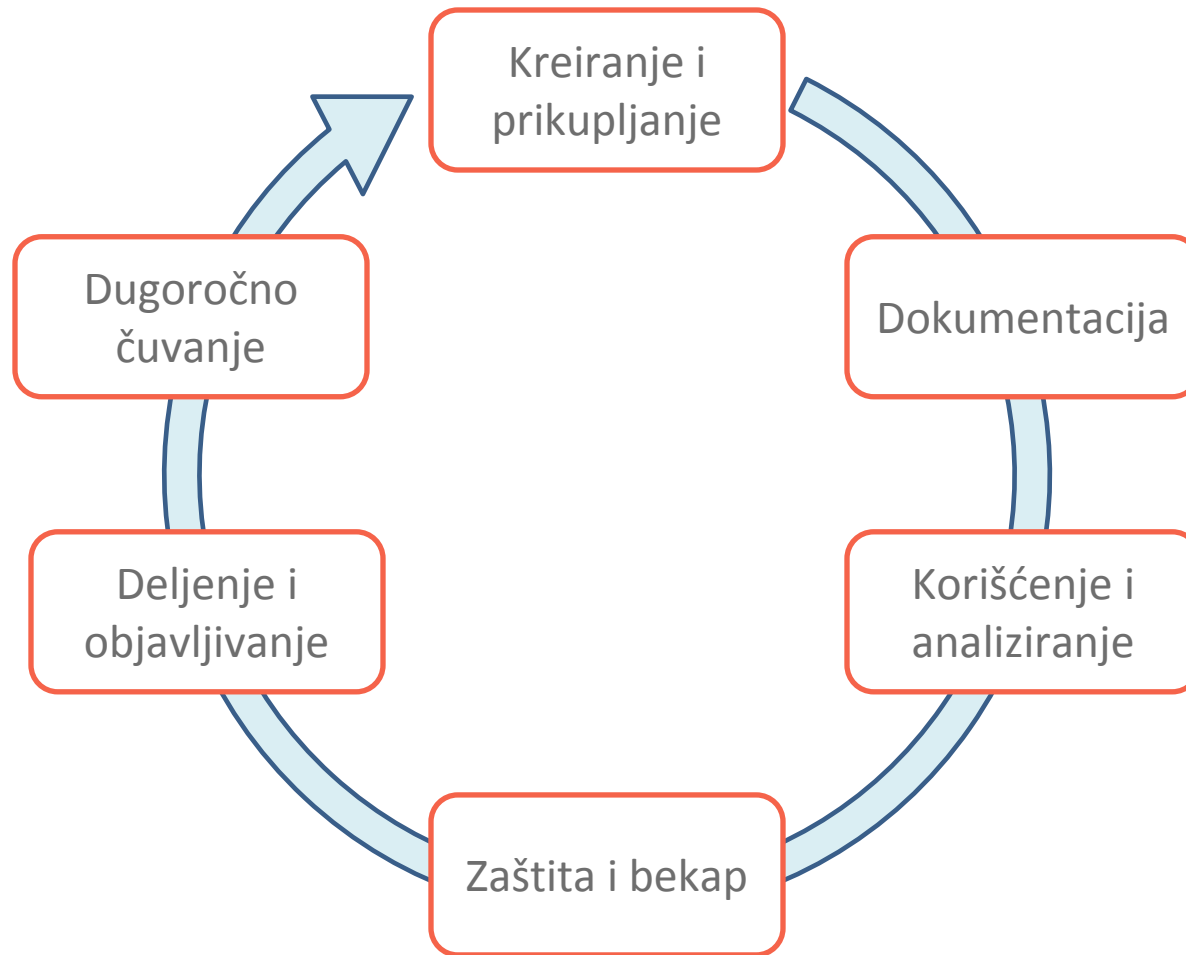 Kreiranje i
prikupljanje
Dokumentacija
Korišćenje i
analiziranje
Zaštita i bekap
Deljenje i
objavljivanje
Dugoročno
čuvanje